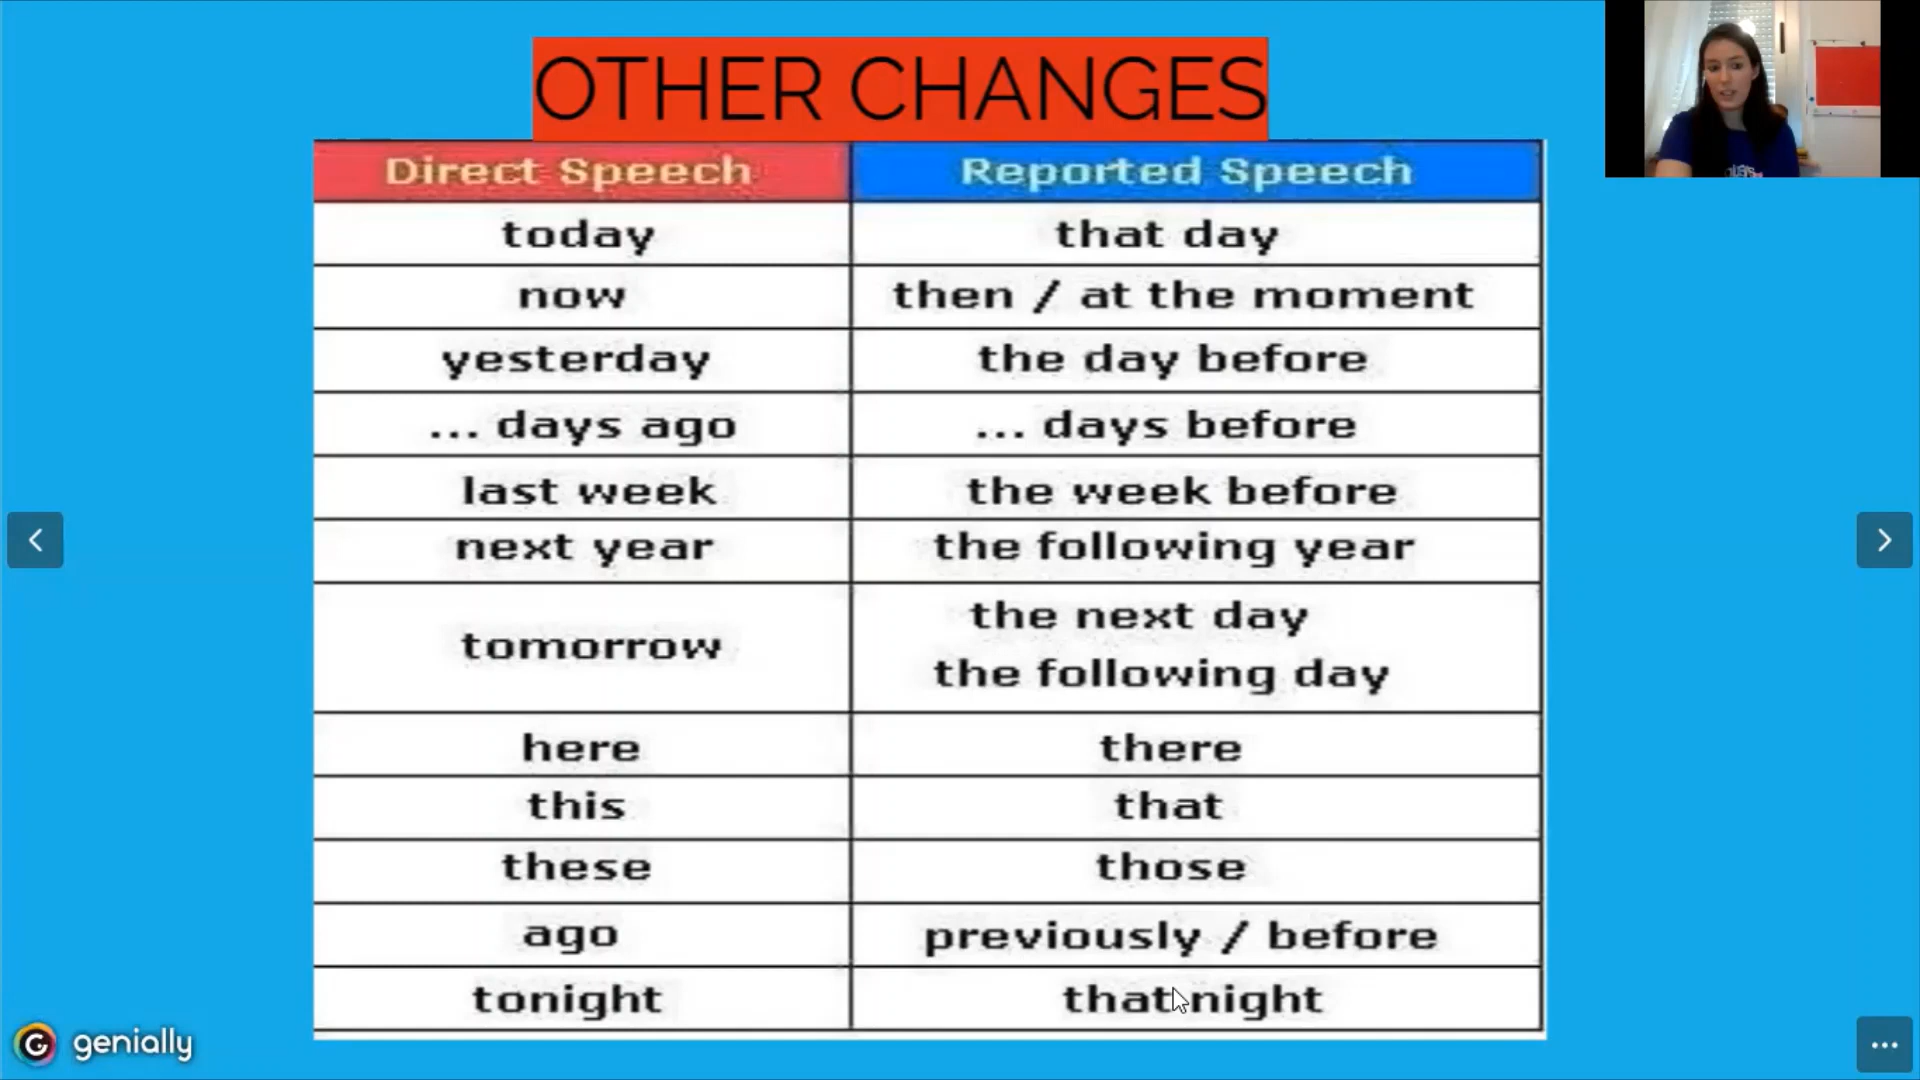 OTHER CHANGES
Direct Speech Reported Speech
today that day
now then / at the moment
yesterday the day before
... days ago ... days before
last week the week before
next year the following year
tomorrow the next day
the following day
here there
this that
these those
ago previously / before
tonight that night
genially